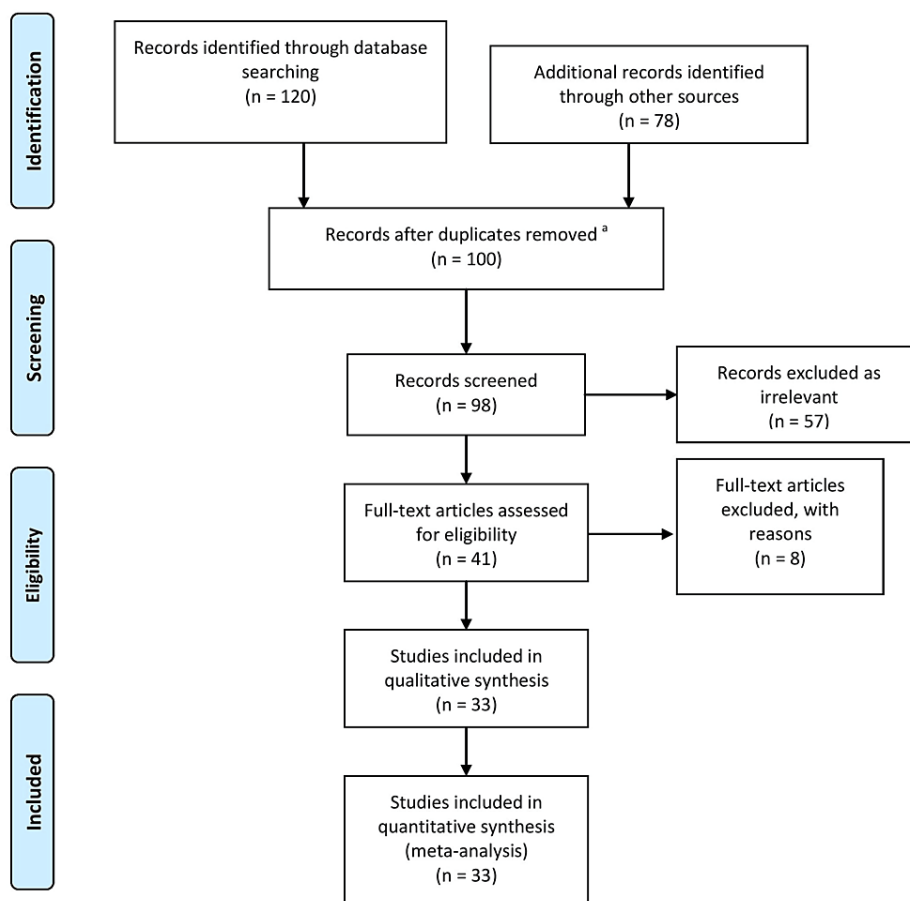 Identification
Records identified through database
searching
(n = 120)
Additional records identified
through other sources
(n = 78)
Records after duplicates removed a
(n = 100)
Screening
Records screened
(n = 98)
Records excluded as
irrelevant
(n = 57)
Eligibility
Full-text articles assessed
for eligibility
(n = 41)
Full-text articles
excluded, with
reasons
(n = 8)
Studies included in
qualitative synthesis
(n = 33)
Included
Studies included in
quantitative synthesis
(meta-analysis)
(n = 33)